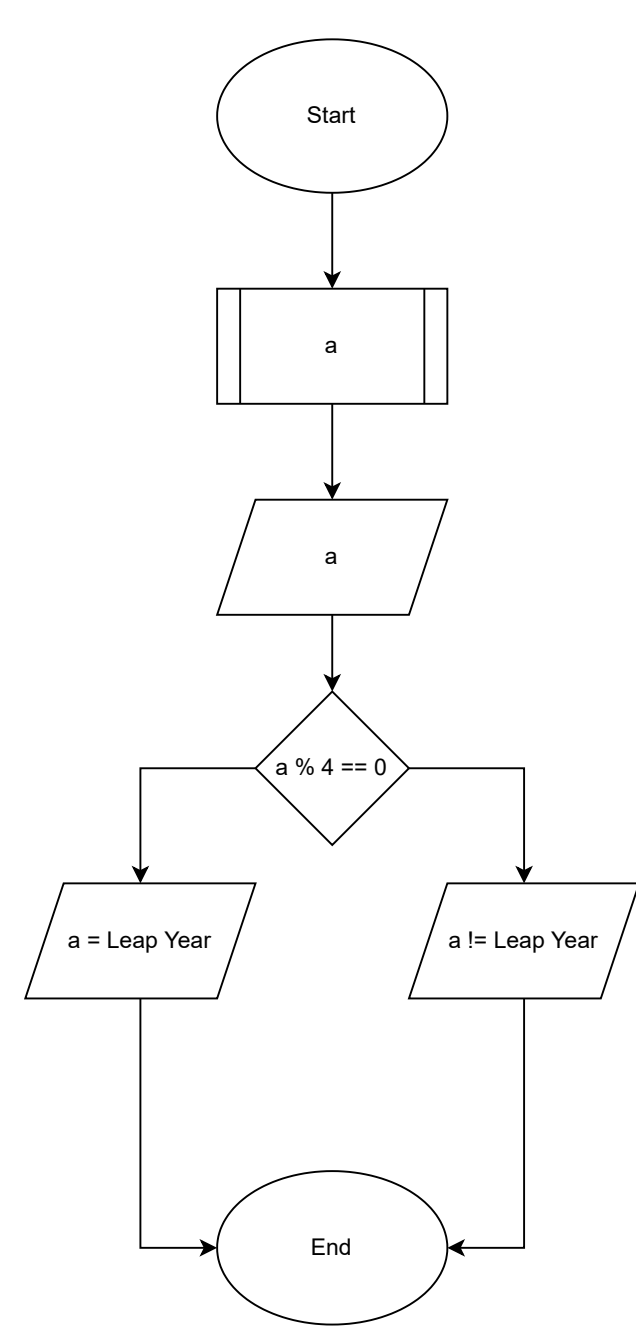 Start
a
a
a % 4 == 0
a = Leap Year
a != Leap Year
End